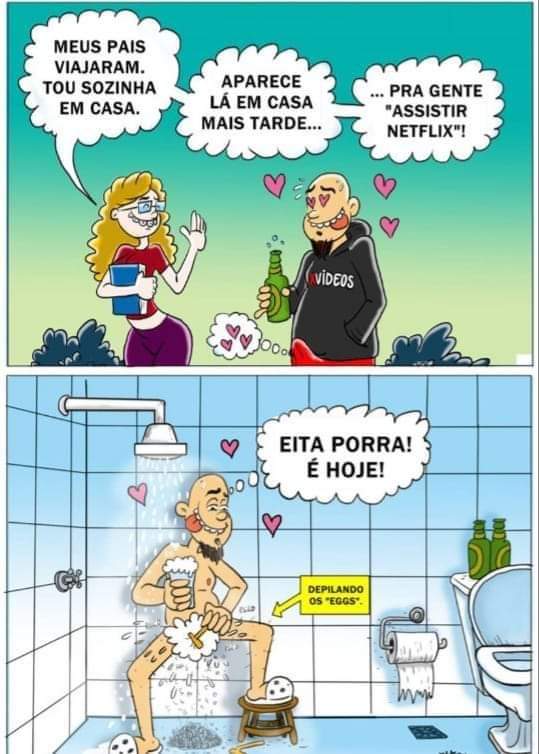 MEUS PAIS
VIAJARAM.
TOU SOZINHA
EM CASA.
APARECE
LÁ EM CASA
MAIS TARDE...
... PRA GENTE
"ASSISTIR
NETFLIX"!
XVIDEOS
EITA PORRA!
É HOJE!
DEPILANDO
OS "EGGS".